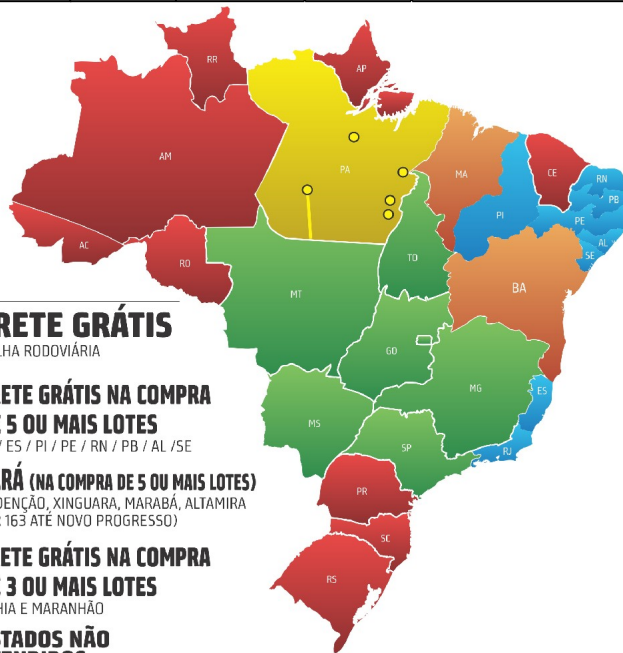 RR
AP
AM
PA
MA
CE
RN
PB
PI
PE
AL
SE
AC
RO
TO
BA
MT
GO
MG
ES
MS
SP
RJ
PR
SC
RS
RETE GRÁTIS
LHA RODOVIÁRIA
ETE GRÁTIS NA COMPRA
E 5 OU MAIS LOTES
/ ES / PI / PE / RN / PB / AL /SE
RÁ (NA COMPRA DE 5 OU MAIS LOTES)
DENÇÃO, XINGUARA, MARABÁ, ALTAMIRA
163 ATÉ NOVO PROGRESSO)
ETE GRÁTIS NA COMPRA
E 3 OU MAIS LOTES
HIA E MARANHÃO
STADOS NÃO